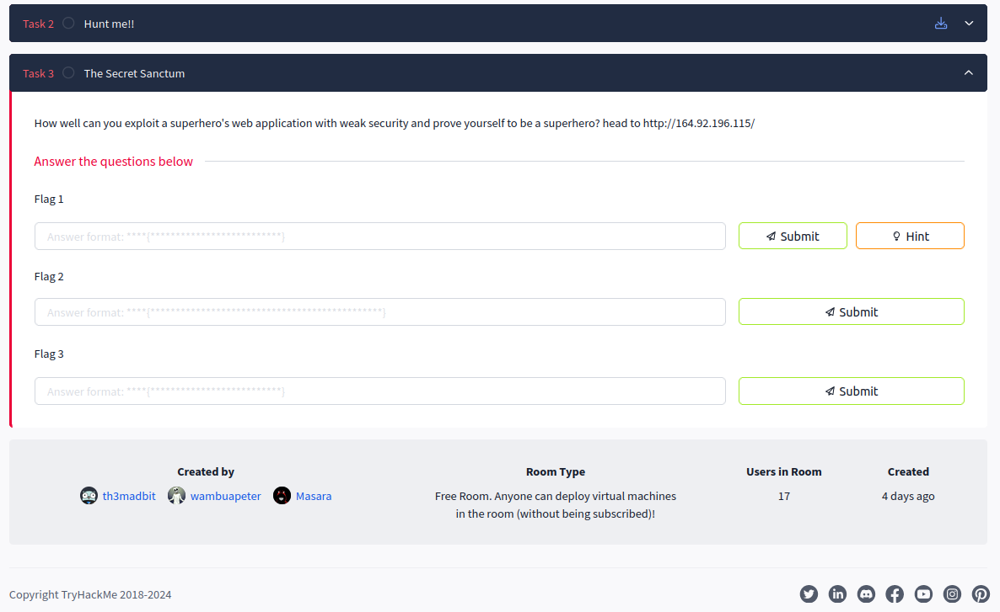 Task 2 Hunt me!!
Task 3 The Secret Sanctum
How well can you exploit a superhero's web application with weak security and prove yourself to be a superhero? head to http://164.92.196.115/
Answer the questions below
Flag 1
Answer format: ****{**************************}
Submit
Hint
Flag 2
Answer format: ****{**********************************************}
Submit
Flag 3
Answer format: ****{**************************}
Submit
Created by
th3madbit wambuapeter Masara
Room Type
Free Room. Anyone can deploy virtual machines
in the room (without being subscribed)!
Users in Room
17
Created
4 days ago
Copyright TryHackMe 2018-2024